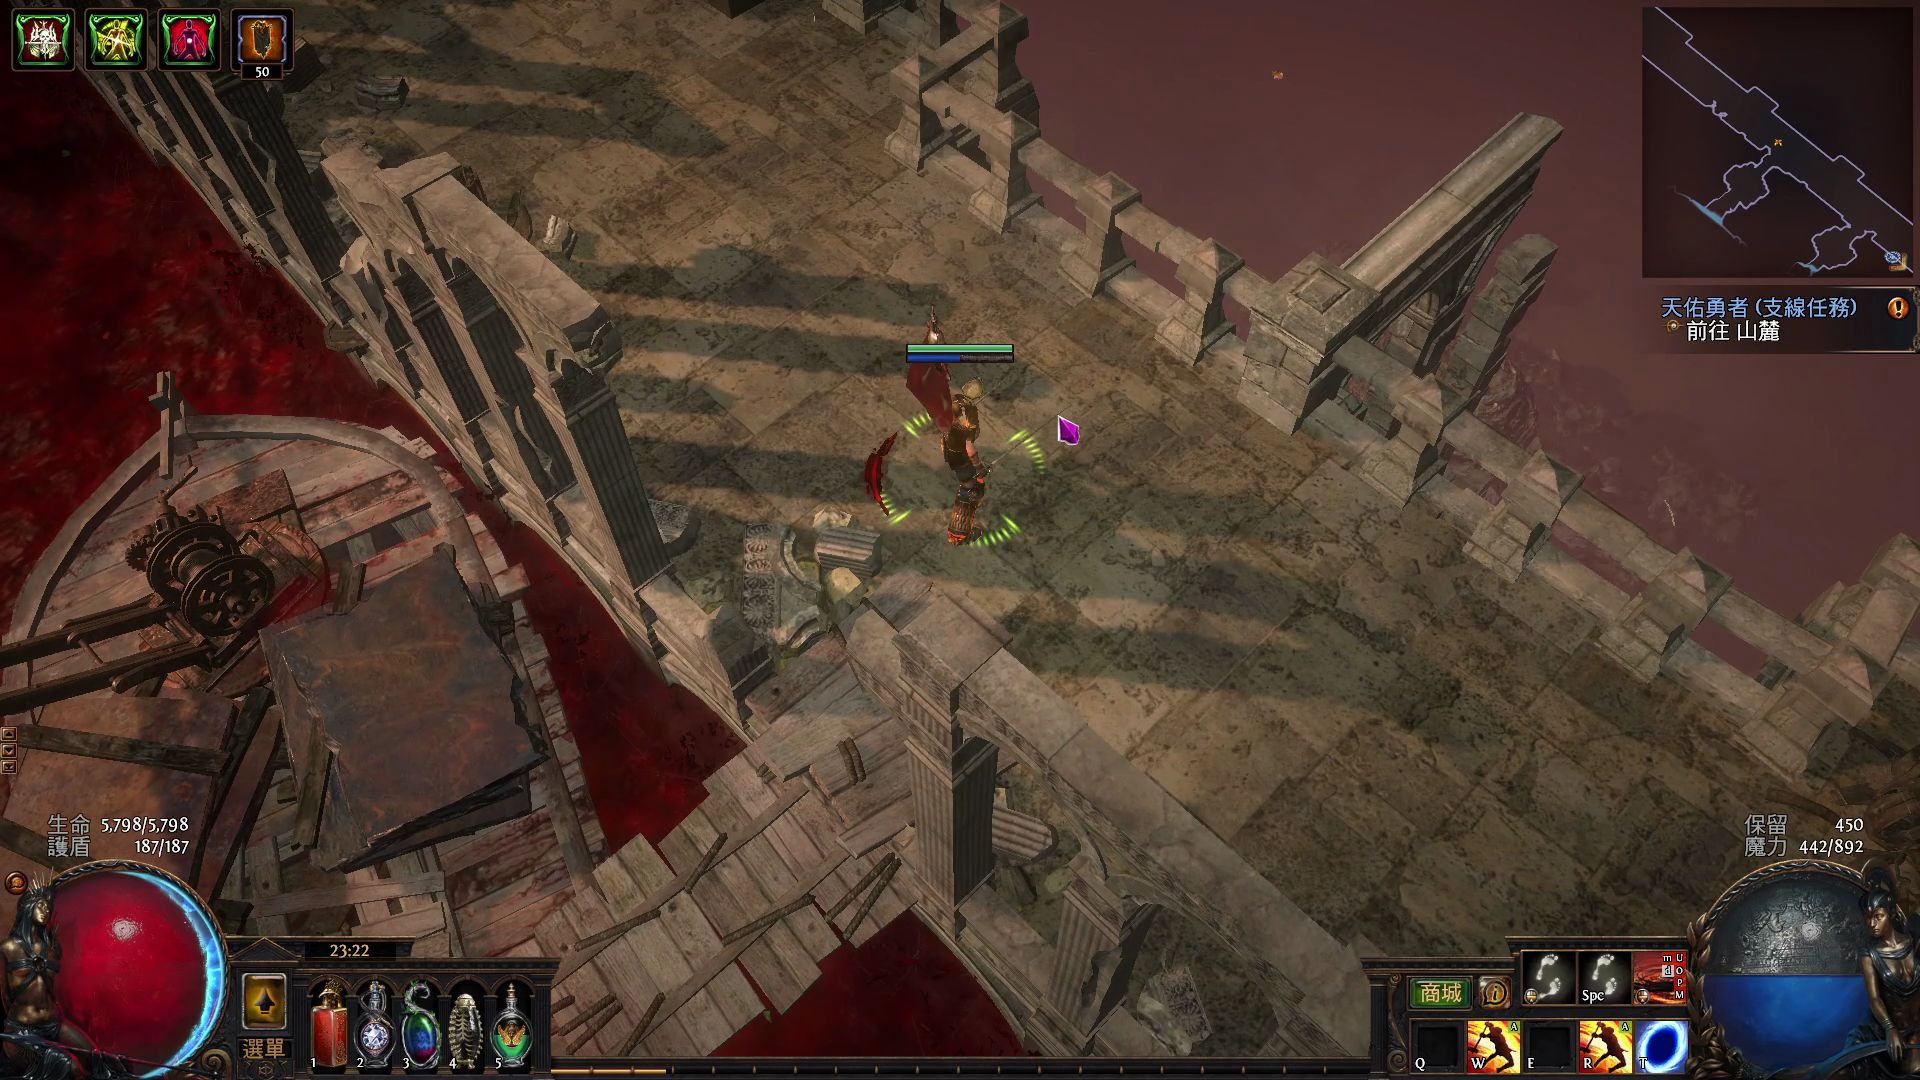 50
天佑勇者 (支線任務)
前往 山麓
生命 5,798/5,798
護盾 187/187
保留 450
魔力 442/892
23:22
選單
1 2 3 4 5
商城
Spc
m U
d O
P
M
A A
Q W E R T